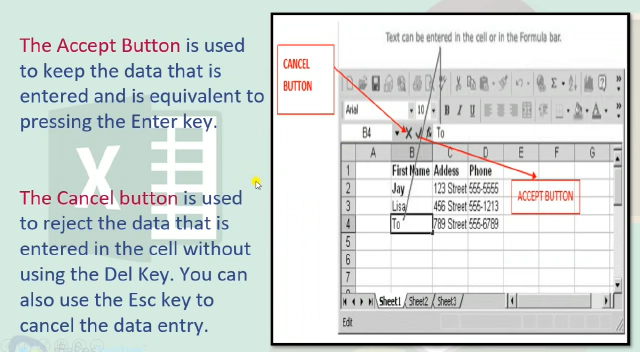 The Accept Button is used
to keep the data that is
entered and is equivalent to
pressing the Enter key.
The Cancel button is used
to reject the data that is
entered in the cell without
using the Del Key. You can
also use the Esc key to
cancel the data entry.
Text can be entered in the cell or in the Formula bar.
CANCEL
BUTTON
Arial 10 B I U
B4 To
A B C D E F G
1 First Name Addess Phone
2 Jay 123 Street 555-5555
3 Lisa 456 Street 555-1213
4 To 789 Street 555-6789
5
6
7
ACCEPT BUTTON
Sheet1 Sheet2 Sheet3
Edit